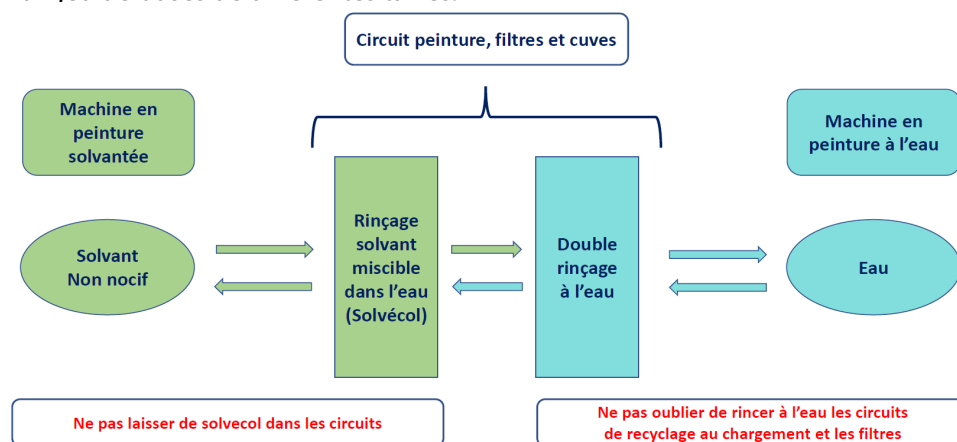 Circuit peinture, filtres et cuves
Machine en
peinture
solvantée
Machine en
peinture à l'eau
Solvant
Non nocif
Rinçage
solvant
miscible
dans l'eau
(Solvécol)
Double
rinçage
à l'eau
Eau
Ne pas laisser de solvecol dans les circuits
Ne pas oublier de rincer à l'eau les circuits
de recyclage au chargement et les filtres